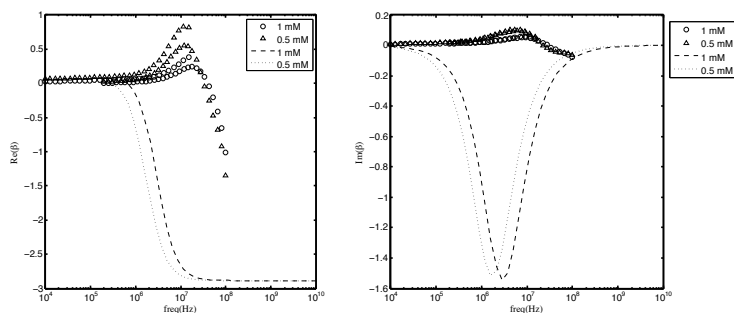 1
0.5
0
-0.5
-1
-1.5
-2
-2.5
-3
Re(β)
10^4
10^5
10^6
10^7
10^8
10^9
10^10
freq(Hz)
1 mM
0.5 mM
1 mM
0.5 mM
0.2
0
-0.2
-0.4
-0.6
-0.8
-1
-1.2
-1.4
-1.6
Im(β)
10^4
10^5
10^6
10^7
10^8
10^9
10^10
freq(Hz)
1 mM
0.5 mM
1 mM
0.5 mM